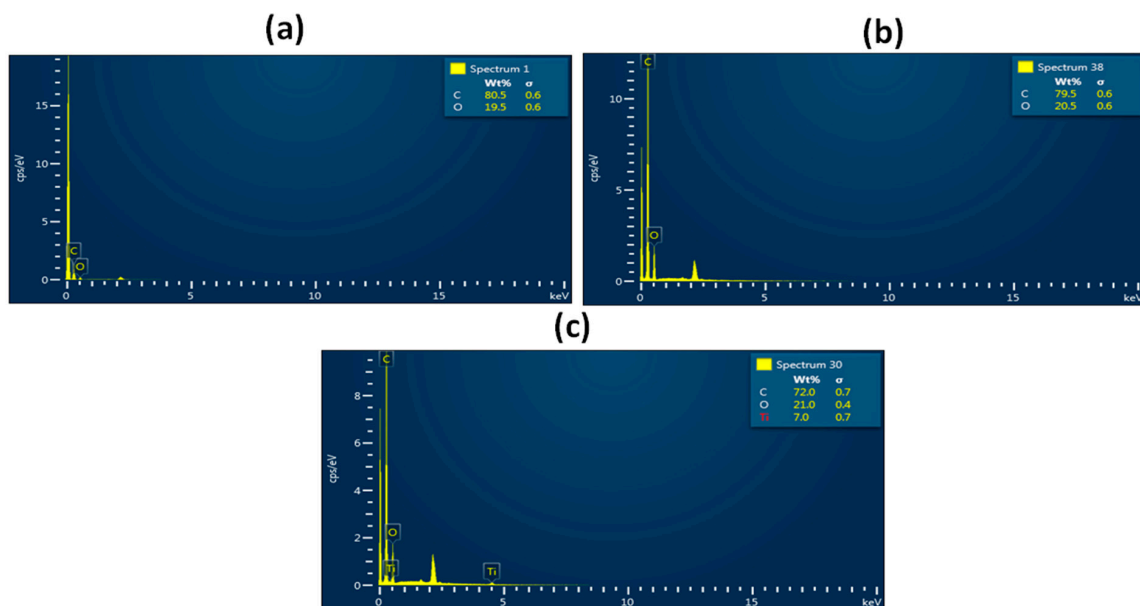 (a)
Spectrum 1
Wt% σ
C 80.5 0.6
O 19.5 0.6
cps/eV
15
10
5
0
C
O
0 5 10 15 keV
(b)
Spectrum 38
Wt% σ
C 79.5 0.6
O 20.5 0.6
cps/eV
C
10
5
O
0
0 5 10 15 keV
(c)
Spectrum 30
Wt% σ
C 72.0 0.7
O 21.0 0.4
Ti 7.0 0.7
cps/eV
C
8
6
4
2
O
Ti
Ti
0
0 5 10 15 keV